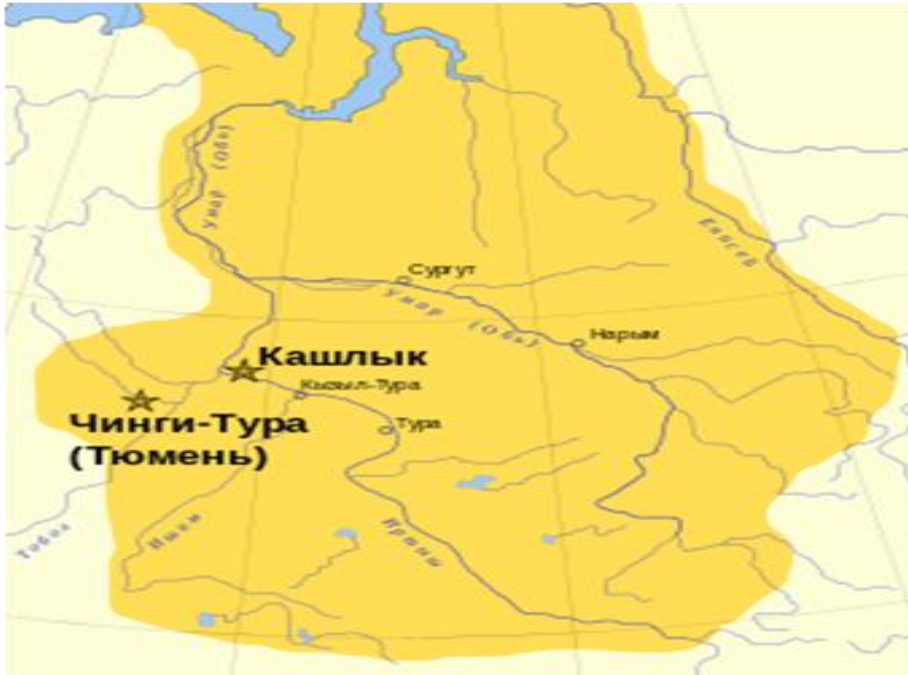 Умар (Обь)
Енисей
Сургут
Умар (Обь)
Нарым
Кашлык
Кызыл-Тура
Чинги-Тура
(Тюмень)
Тура
Тобол
Ишим
Иртыш